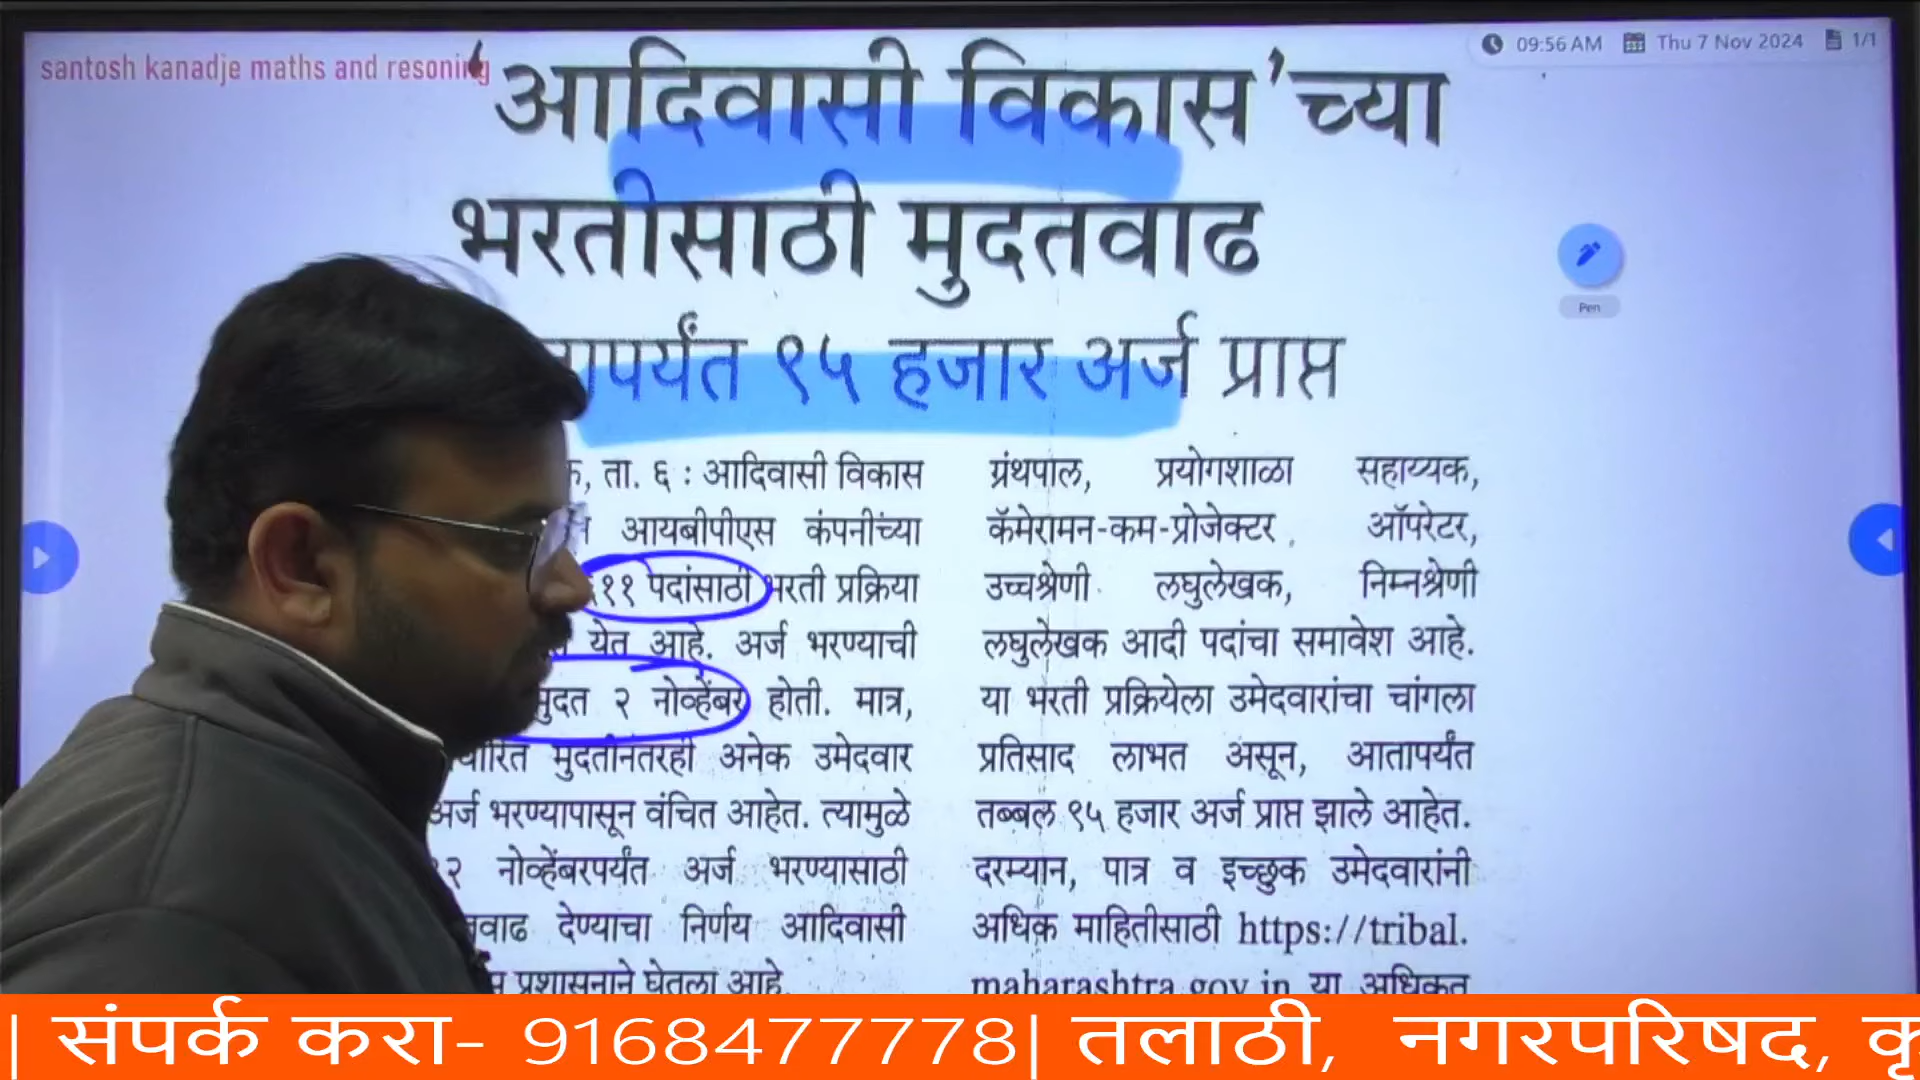 santosh kanadje maths and resoning
09:56 AM Thu 7 Nov 2024 1/1
'आदिवासी विकास'च्या
भरतीसाठी मुदतवाढ
९५ हजार अर्ज प्राप्त
Pen
ता. ६ : आदिवासी विकास
आयबीपीएस कंपनीच्या
पदांसाठी भरती प्रक्रिया
येत आहे. अर्ज भरण्याची
मुदत २ नोव्हेंबर होती. मात्र,
मुदतीनंतरही अनेक उमेदवार
अर्ज भरण्यापासून वंचित आहेत. त्यामुळे
नोव्हेंबरपर्यंत अर्ज भरण्यासाठी
देण्याचा निर्णय आदिवासी
प्रशासनाने घेतला आहे.
ग्रंथपाल, प्रयोगशाळा सहाय्यक,
कॅमेरामन-कम-प्रोजेक्टर ऑपरेटर,
उच्चश्रेणी लघुलेखक, निम्नश्रेणी
लघुलेखक आदी पदांचा समावेश आहे.
या भरती प्रक्रियेला उमेदवारांचा चांगला
प्रतिसाद लाभत असून, आतापर्यंत
तब्बल ९५ हजार अर्ज प्राप्त झाले आहेत.
दरम्यान, पात्र व इच्छुक उमेदवारांनी
अधिक माहितीसाठी https://tribal.
maharashtra.gov.in या अधिकृत
| संपर्क करा- 9168477778| तलाठी, नगरपरिषद,